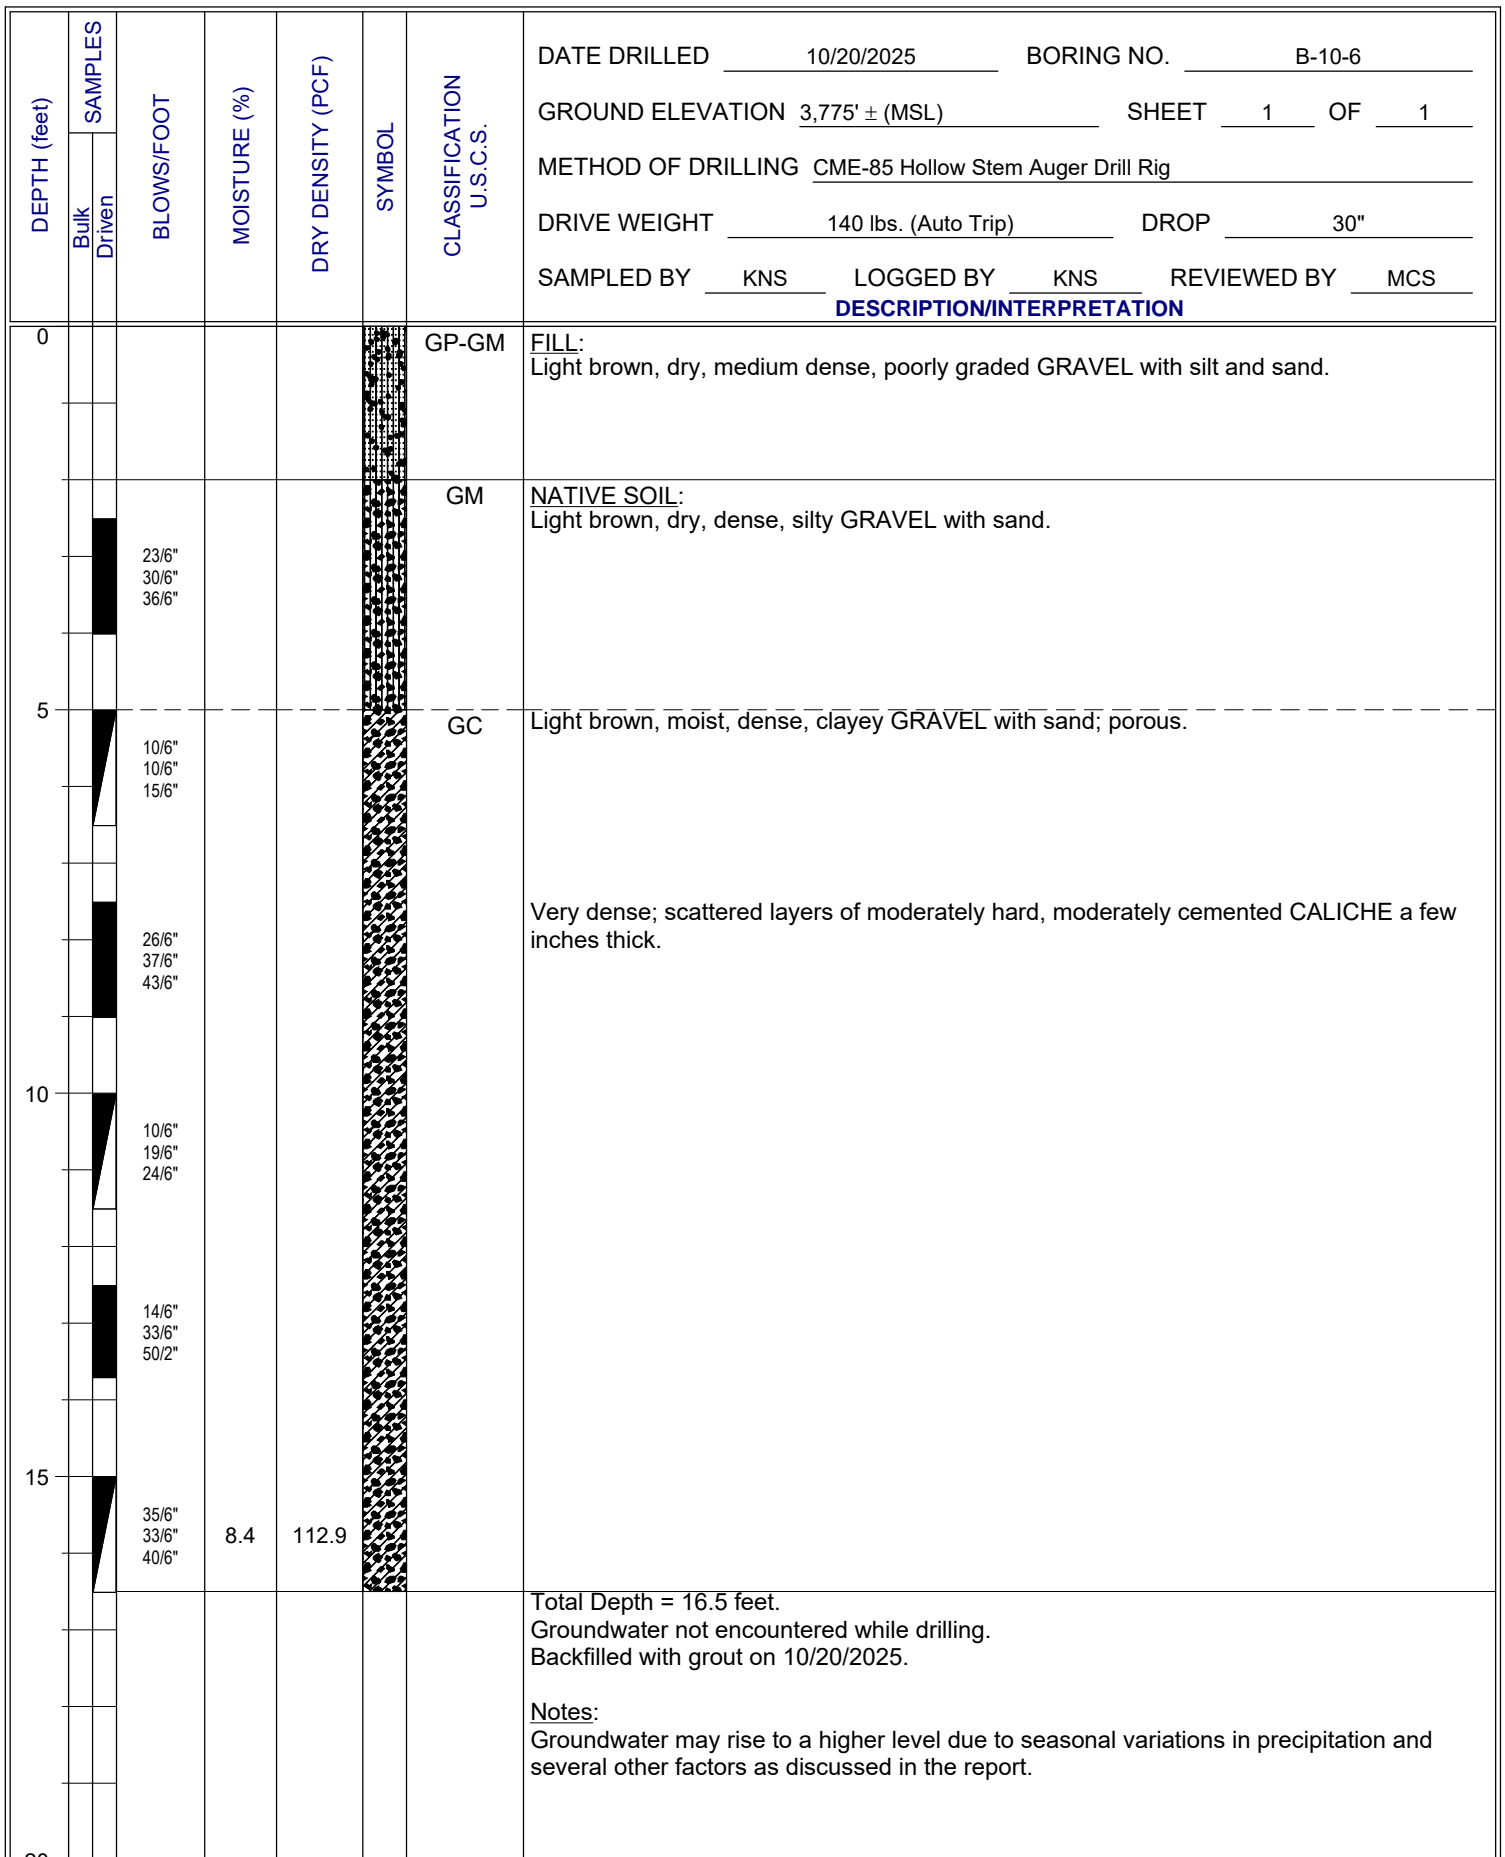 DEPTH (feet)
SAMPLES
Bulk
Driven
BLOWS/FOOT
MOISTURE (%)
DRY DENSITY (PCF)
SYMBOL
CLASSIFICATION
U.S.C.S.
DATE DRILLED 10/20/2025 BORING NO. B-10-6
GROUND ELEVATION 3,775' ± (MSL) SHEET 1 OF 1
METHOD OF DRILLING CME-85 Hollow Stem Auger Drill Rig
DRIVE WEIGHT 140 lbs. (Auto Trip) DROP 30"
SAMPLED BY KNS LOGGED BY KNS REVIEWED BY MCS
DESCRIPTION/INTERPRETATION
0
GP-GM
FILL:
Light brown, dry, medium dense, poorly graded GRAVEL with silt and sand.
GM
NATIVE SOIL:
Light brown, dry, dense, silty GRAVEL with sand.
23/6"
30/6"
36/6"
5
GC
Light brown, moist, dense, clayey GRAVEL with sand; porous.
10/6"
10/6"
15/6"
Very dense; scattered layers of moderately hard, moderately cemented CALICHE a few
inches thick.
26/6"
37/6"
43/6"
10
10/6"
19/6"
24/6"
14/6"
33/6"
50/2"
15
35/6"
33/6"
40/6"
8.4
112.9
Total Depth = 16.5 feet.
Groundwater not encountered while drilling.
Backfilled with grout on 10/20/2025.
Notes:
Groundwater may rise to a higher level due to seasonal variations in precipitation and
several other factors as discussed in the report.